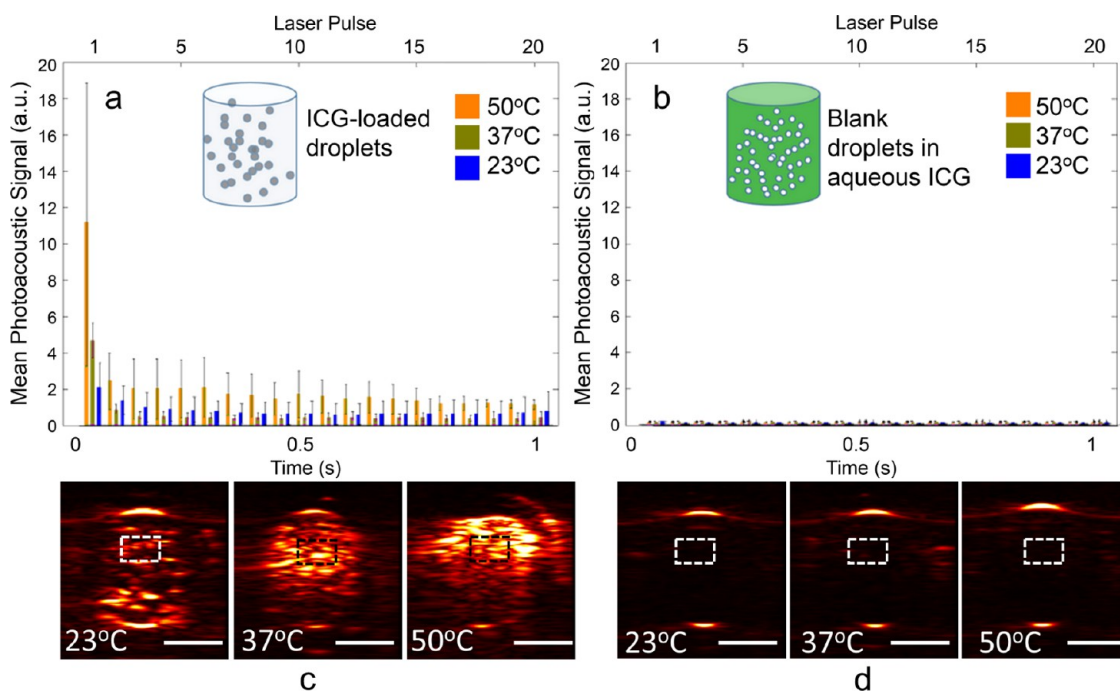 Laser Pulse
1 5 10 15 20
20
18
16
14
12
10
8
6
4
2
0
Mean Photoacoustic Signal (a.u.)
a
ICG-loaded
droplets
50°C
37°C
23°C
0 0.5 1
Time (s)
Laser Pulse
1 5 10 15 20
20
18
16
14
12
10
8
6
4
2
0
Mean Photoacoustic Signal (a.u.)
b
Blank
droplets in
aqueous ICG
50°C
37°C
23°C
0 0.5 1
Time (s)
23°C 37°C 50°C
c
23°C 37°C 50°C
d